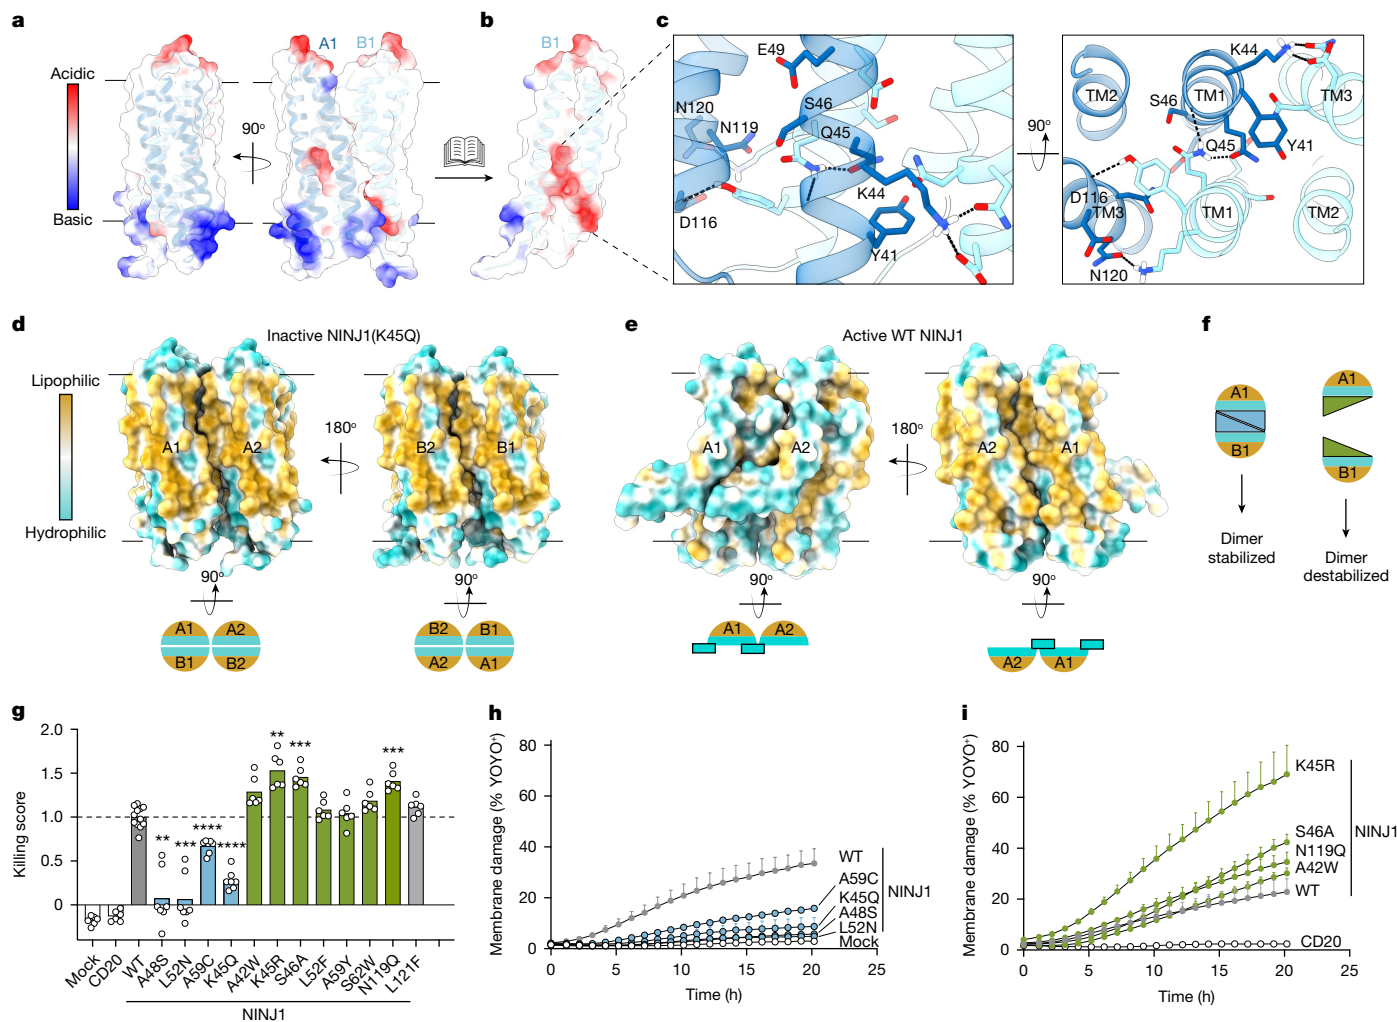 a
Acidic
Basic
90°
A1
B1
b
B1
c
E49
S46
N120
N119
Q45
D116
K44
Y41
90°
K44
TM2
TM1
TM3
S46
Q45
Y41
D116
TM3
TM1
TM2
N120
d
Inactive NINJ1(K45Q)
Lipophilic
Hydrophilic
A1
A2
180°
B2
B1
90°
90°
A1
A2
B1
B2
B2
B1
A2
A1
e
Active WT NINJ1
A1
A2
180°
A2
A1
90°
90°
A1
A2
A2
A1
f
A1
B1
Dimer
stabilized
A1
B1
Dimer
destabilized
g
Killing score
2.0
1.0
0.5
0
**
***
****
****
**
***
***
Mock
CD20
WT
A48S
L52N
A59C
K45Q
A42W
K45R
S46A
L52F
A59Y
S62W
N119Q
L121F
NINJ1
h
Membrane damage (% YOYO⁺)
80
60
40
20
0
0
5
10
15
20
25
Time (h)
WT
A59C
K45Q
A48S
L52N
Mock
NINJ1
i
Membrane damage (% YOYO⁺)
80
60
40
20
0
0
5
10
15
20
25
Time (h)
K45R
S46A
N119Q
A42W
WT
CD20
NINJ1